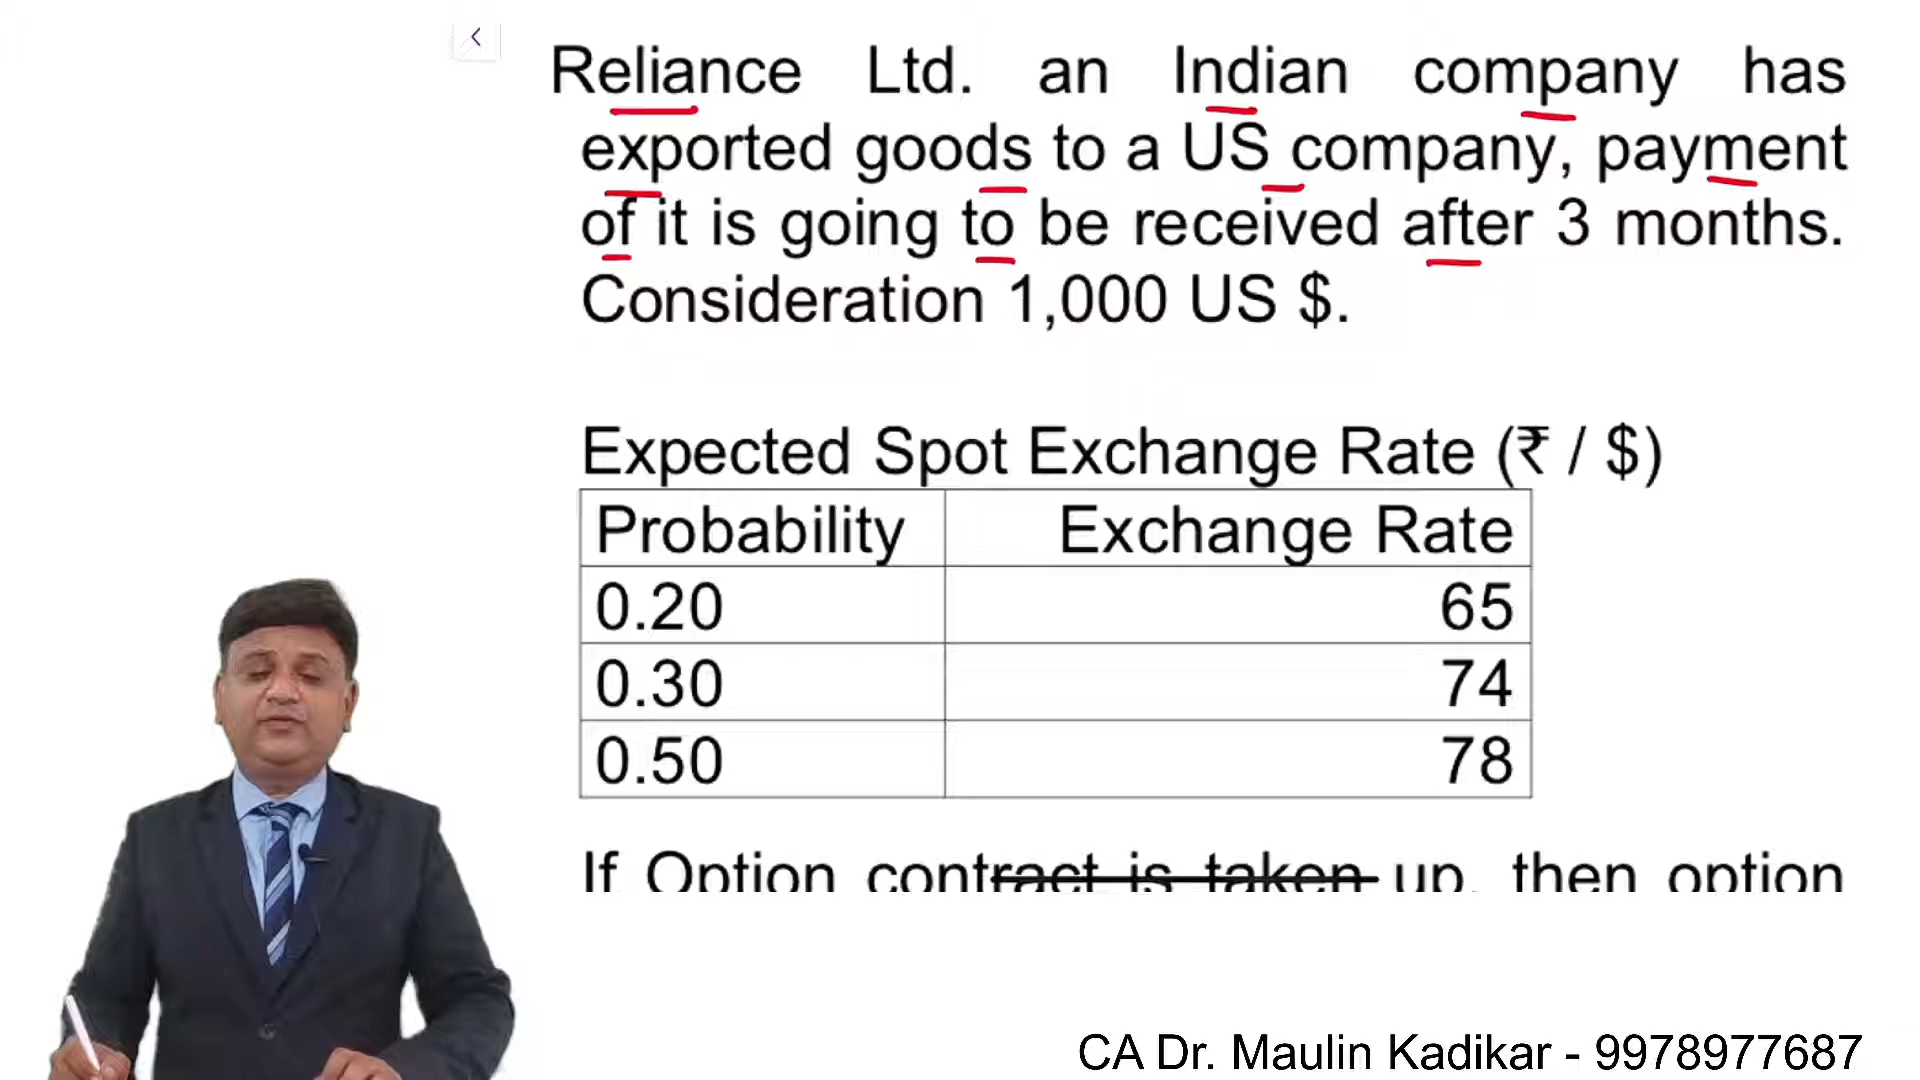 Reliance Ltd. an Indian company has
exported goods to a US company, payment
of it is going to be received after 3 months.
Consideration 1,000 US $.
Expected Spot Exchange Rate (₹ / $)
Probability Exchange Rate
0.20 65
0.30 74
0.50 78
If Option contract is taken up, then option
CA Dr. Maulin Kadikar - 9978977687